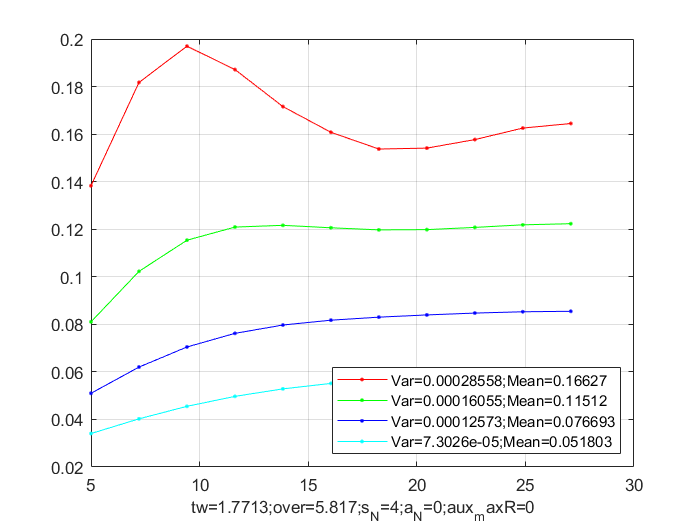 0.2
0.18
0.16
0.14
0.12
0.1
0.08
0.06
0.04
0.02
Var=0.00028558;Mean=0.16627
Var=0.00016055;Mean=0.11512
Var=0.00012573;Mean=0.076693
Var=7.3026e-05;Mean=0.051803
5 10 15 20 25 30
tw=1.7713;over=5.817;s_N=4;a_N=0;aux_maxR=0